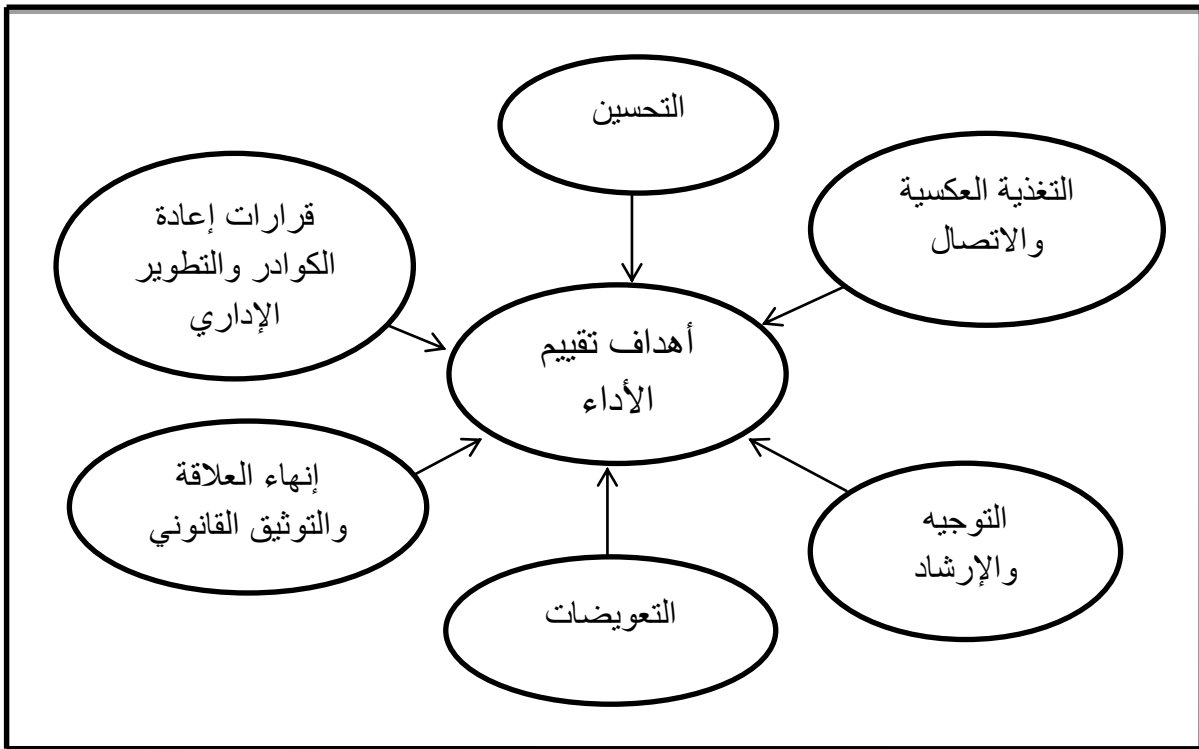 التحسين
التغذية العكسية
والاتصال
قرارات إعادة
الكوادر والتطوير
الإداري
أهداف تقييم
الأداء
إنهاء العلاقة
والتوثيق القانوني
التوجيه
والإرشاد
التعويضات